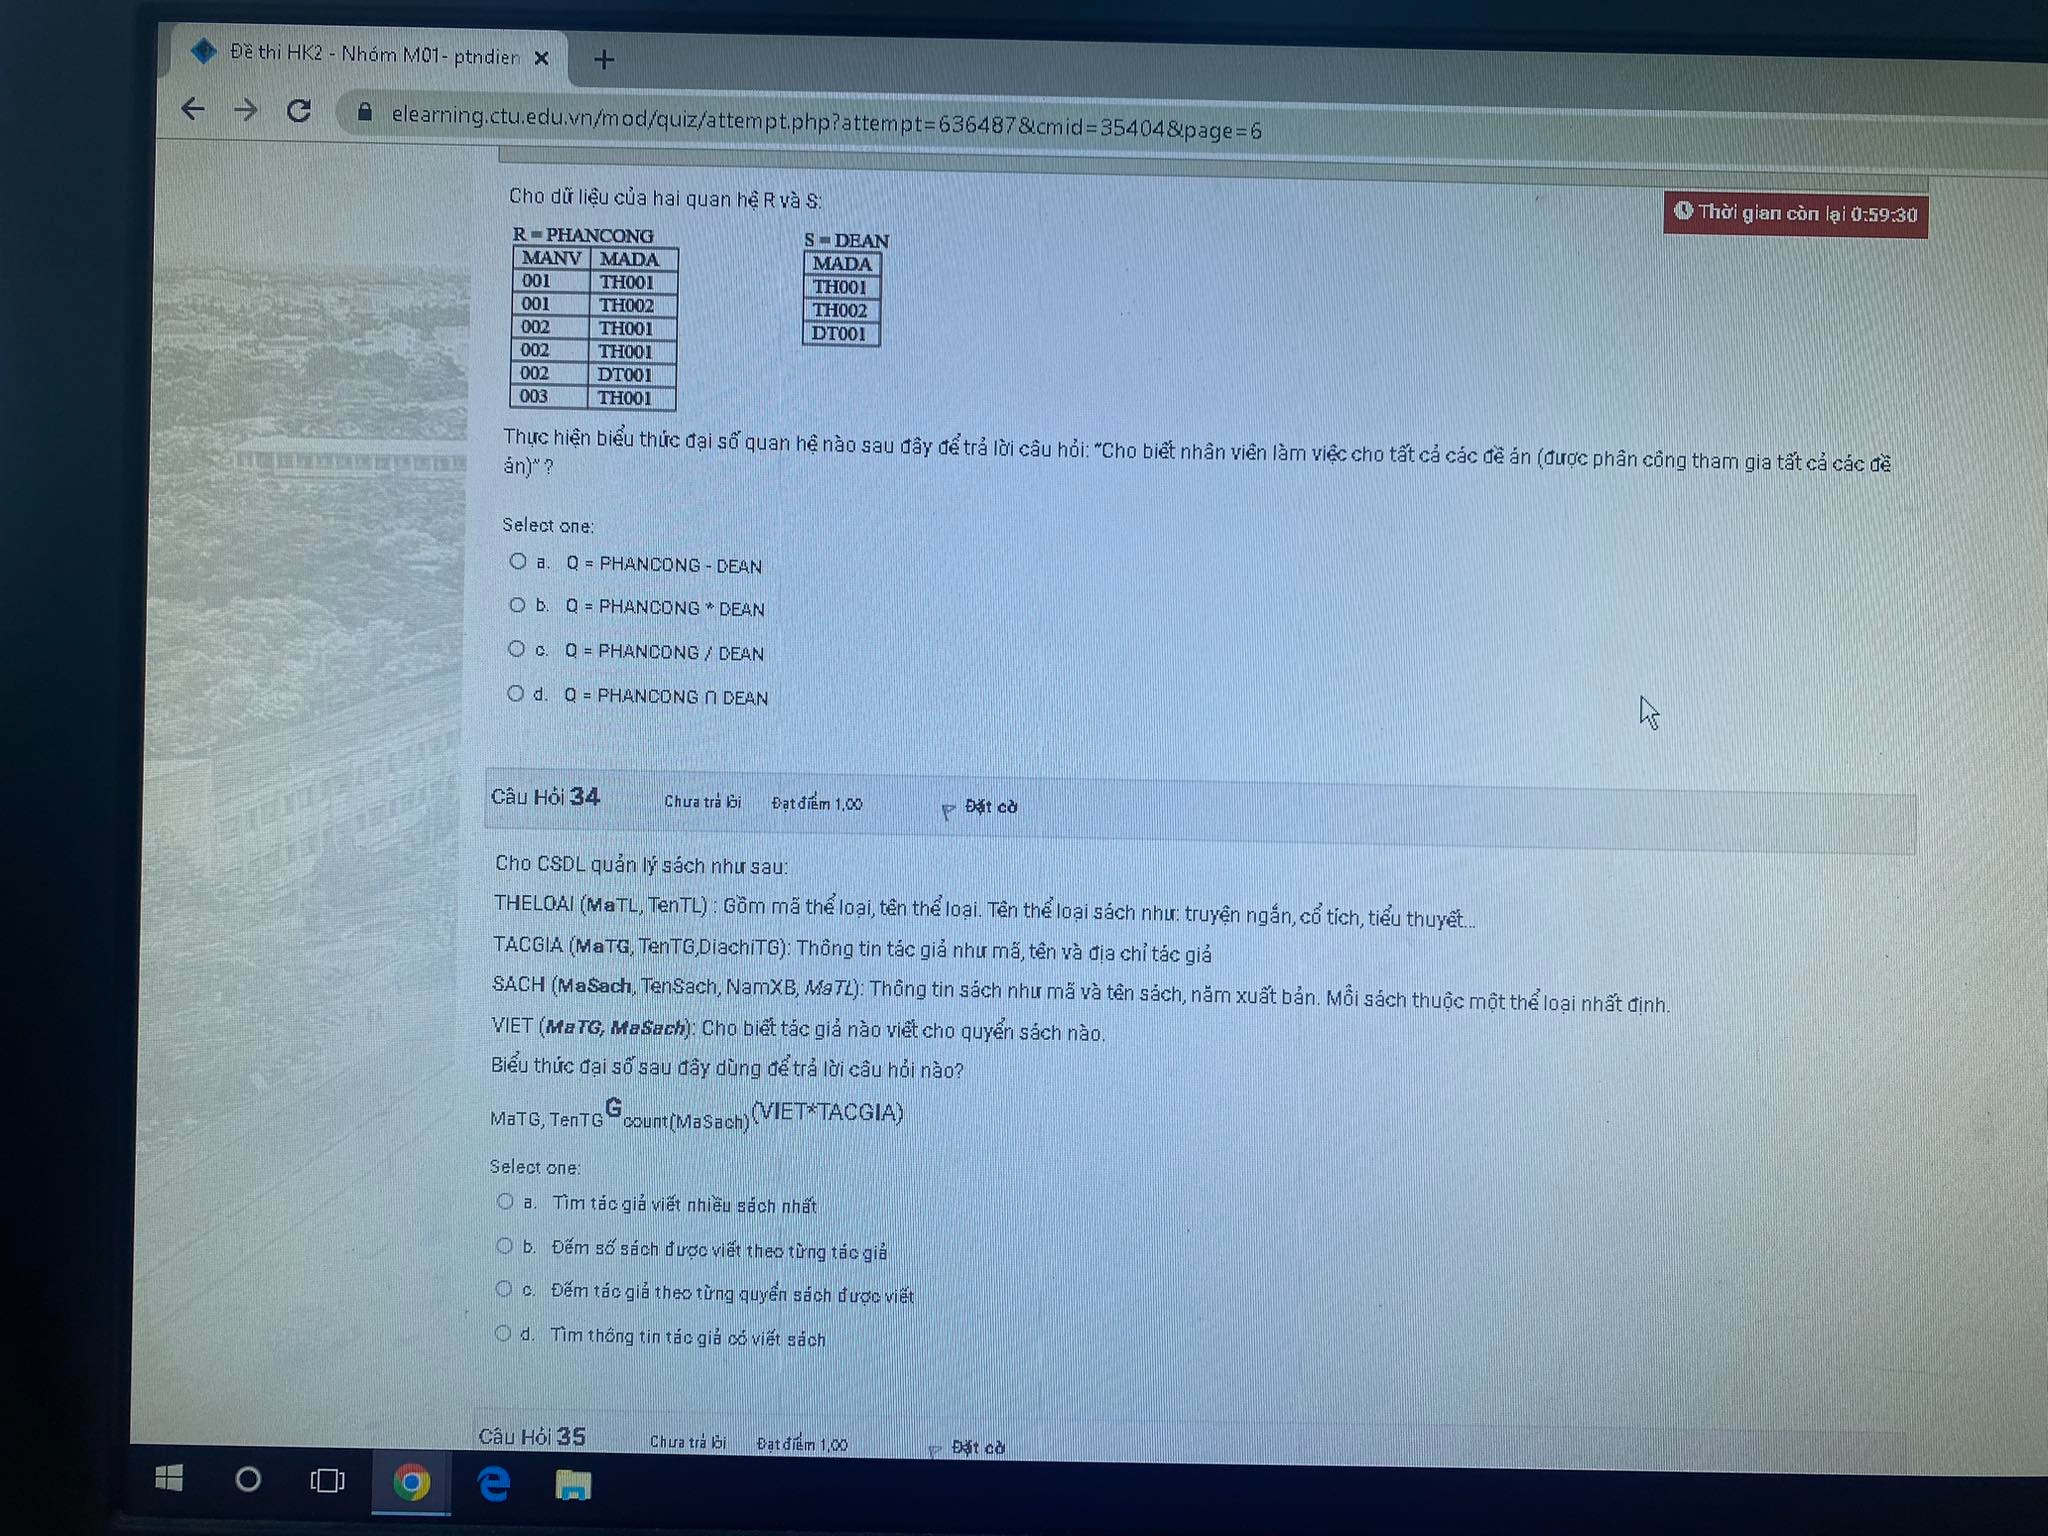 Đề thi HK2 - Nhóm M01- ptndien
elearning.ctu.edu.vn/mod/quiz/attempt.php?attempt=636487&cmid=35404&page=6
Thời gian còn lại 0:59:30
Cho dữ liệu của hai quan hệ R và S:
R = PHANCONG
MANV MADA
001 TH001
001 TH002
002 TH001
002 TH001
002 DT001
003 TH001
S = DEAN
MADA
TH001
TH002
DT001
Thực hiện biểu thức đại số quan hệ nào sau đây để trả lời câu hỏi: "Cho biết nhân viên làm việc cho tất cả các đề án (được phân công tham gia tất cả các đề
án)" ?
Select one:
a. Q = PHANCONG - DEAN
b. Q = PHANCONG * DEAN
c. Q = PHANCONG / DEAN
d. Q = PHANCONG ∩ DEAN
Câu Hỏi 34 Chưa trả lời Đạt điểm 1,00 Đặt cờ
Cho CSDL quản lý sách như sau:
THELOAI (MaTL, TenTL) : Gồm mã thể loại, tên thể loại. Tên thể loại sách như: truyện ngắn, cổ tích, tiểu thuyết...
TACGIA (MaTG, TenTG,DiachiTG): Thông tin tác giả như mã, tên và địa chỉ tác giả
SACH (MaSach, TenSach, NamXB, MaTL): Thông tin sách như mã và tên sách, năm xuất bản. Mỗi sách thuộc một thể loại nhất định.
VIET (MaTG, MaSach): Cho biết tác giả nào viết cho quyển sách nào.
Biểu thức đại số sau đây dùng để trả lời câu hỏi nào?
MaTG, TenTG G count(MaSach) (VIET*TACGIA)
Select one:
a. Tìm tác giả viết nhiều sách nhất
b. Đếm số sách được viết theo từng tác giả
c. Đếm tác giả theo từng quyển sách được viết
d. Tìm thông tin tác giả có viết sách
Câu Hỏi 35 Chưa trả lời Đạt điểm 1,00 Đặt cờ